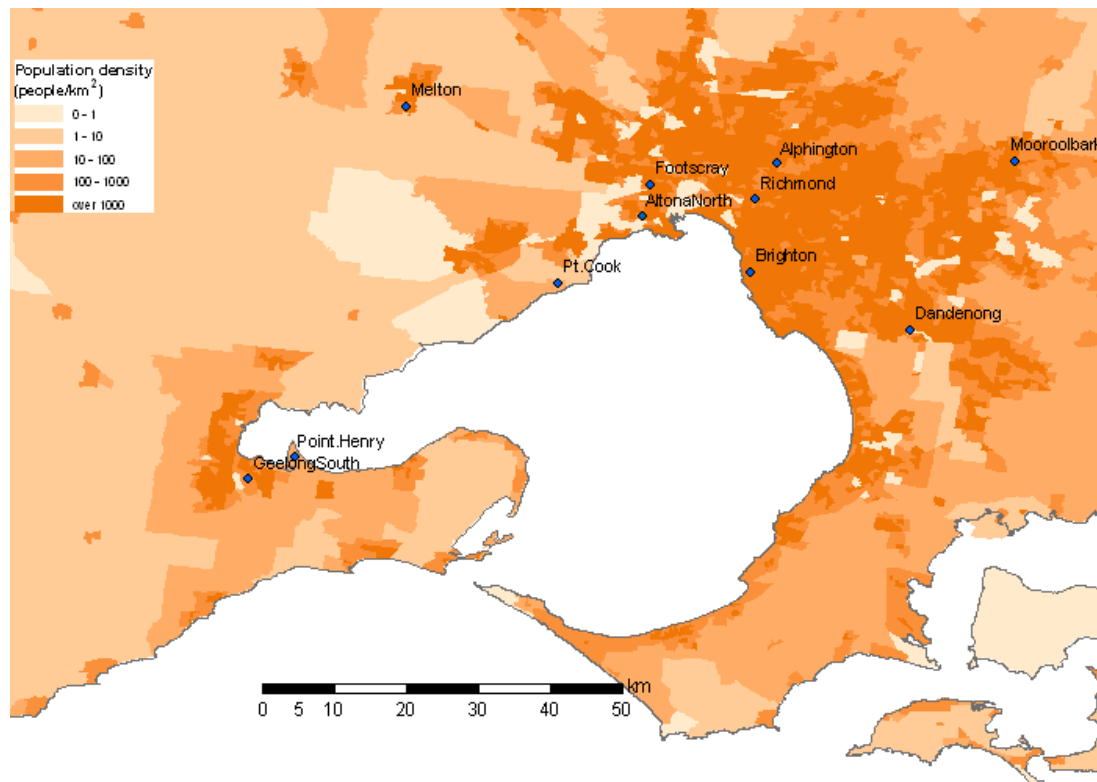 Population density
(people/km²)
0 - 1
1 - 10
10 - 100
100 - 1000
over 1000
Melton
Mooroolbark
Alphington
Footscray
Richmond
AltonaNorth
Brighton
Pt.Cook
Dandenong
Point.Henry
GeelongSouth
km
0 5 10 20 30 40 50